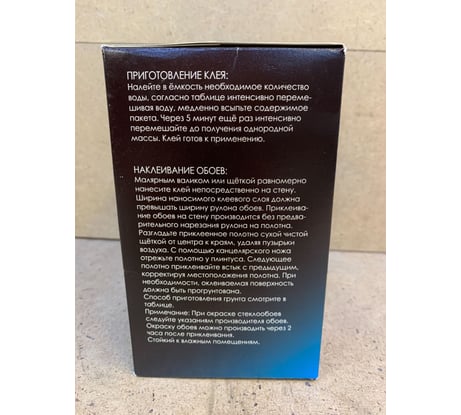 ПРИГОТОВЛЕНИЕ КЛЕЯ:
Налейте в ёмкость необходимое количество
воды, согласно таблице интенсивно переме-
шивая воду, медленно всыпьте содержимое
пакета. Через 5 минут ещё раз интенсивно
перемешайте до получения однородной
массы. Клей готов к применению.
НАКЛЕИВАНИЕ ОБОЕВ:
Малярным валиком или щёткой равномерно
нанесите клей непосредственно на стену.
Ширина наносимого клеевого слоя должна
превышать ширину рулона обоев. Приклеива-
ние обоев на стену производится без предва-
рительного нарезания рулона на полотна.
Разгладьте приклеенное полотно сухой чистой
щёткой от центра к краям, удаляя пузырьки
воздуха. С помощью канцелярского ножа
отрежьте полотно у плинтуса. Следующее
полотно приклеивайте встык с предыдущим,
корректируя местоположения полотна. При
необходимости, оклеиваемая поверхность
должна быть прогрунтована.
Способ приготовления грунта смотрите в
таблице.
Примечание: При окраске стеклообоев
следуйте указаниям производителя обоев.
Окраску обоев можно производить через 2
часа после приклеивания.
Стойкий к влажным помещениям.